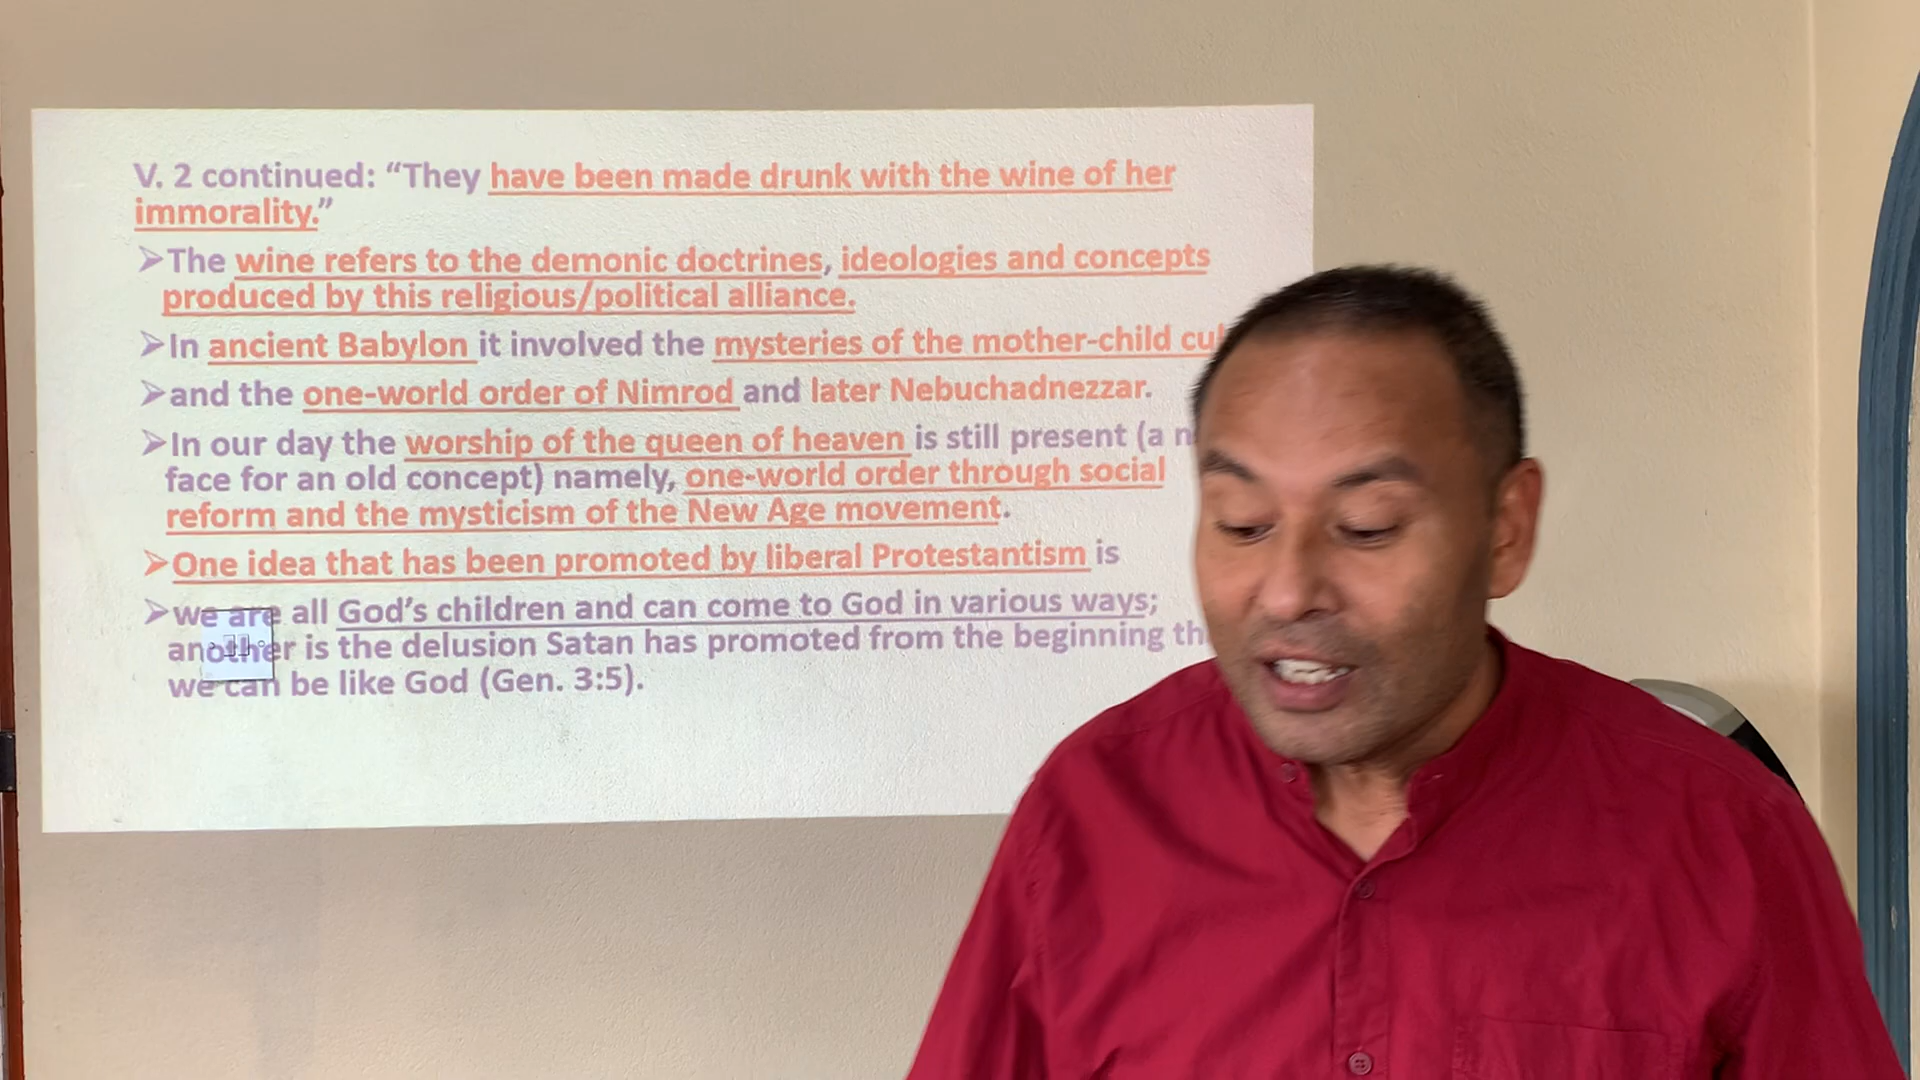 V. 2 continued: “They have been made drunk with the wine of her
immorality.”
➢The wine refers to the demonic doctrines, ideologies and concepts
produced by this religious/political alliance.
➢In ancient Babylon it involved the mysteries of the mother-child
➢and the one-world order of Nimrod and later Nebuchadnezzar.
➢In our day the worship of the queen of heaven is still present (a
face for an old concept) namely, one-world order through social
reform and the mysticism of the New Age movement.
➢One idea that has been promoted by liberal Protestantism is
➢we are all God’s children and can come to God in various ways;
another is the delusion Satan has promoted from the beginning
we can be like God (Gen. 3:5).